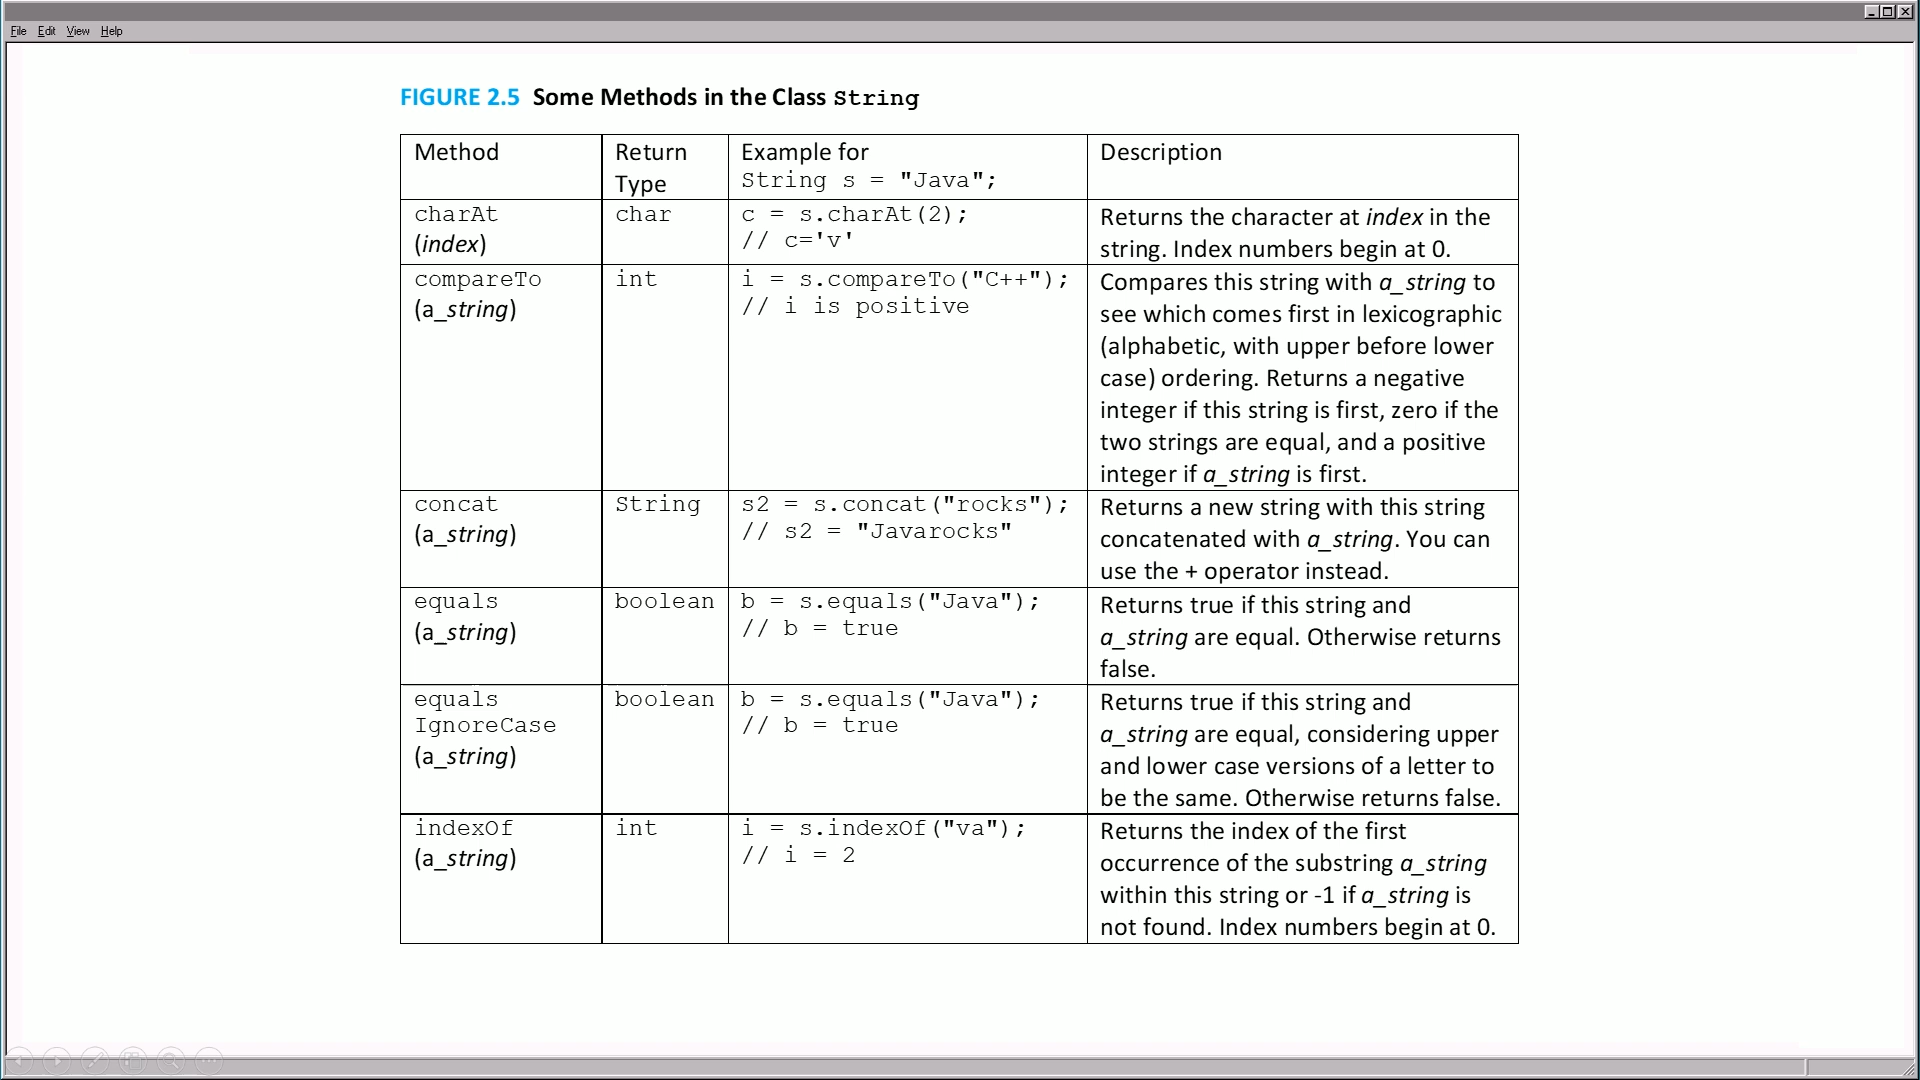 File Edit View Help
FIGURE 2.5 Some Methods in the Class String
Method
Return
Type
Example for
String s = "Java";
Description
charAt
(index)
char
c = s.charAt(2);
// c='v'
Returns the character at index in the
string. Index numbers begin at 0.
compareTo
(a_string)
int
i = s.compareTo("C++");
// i is positive
Compares this string with a_string to
see which comes first in lexicographic
(alphabetic, with upper before lower
case) ordering. Returns a negative
integer if this string is first, zero if the
two strings are equal, and a positive
integer if a_string is first.
concat
(a_string)
String
s2 = s.concat("rocks");
// s2 = "Javarocks"
Returns a new string with this string
concatenated with a_string. You can
use the + operator instead.
equals
(a_string)
boolean
b = s.equals("Java");
// b = true
Returns true if this string and
a_string are equal. Otherwise returns
false.
equals
IgnoreCase
(a_string)
boolean
b = s.equals("Java");
// b = true
Returns true if this string and
a_string are equal, considering upper
and lower case versions of a letter to
be the same. Otherwise returns false.
indexOf
(a_string)
int
i = s.indexOf("va");
// i = 2
Returns the index of the first
occurrence of the substring a_string
within this string or -1 if a_string is
not found. Index numbers begin at 0.